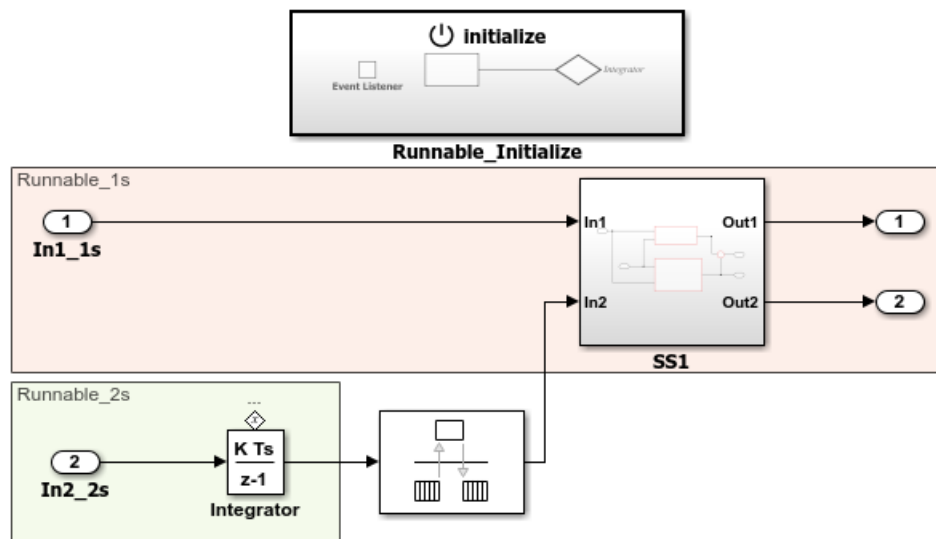 initialize
Event Listener
Integrator
Runnable_Initialize
Runnable_1s
1
In1_1s
In1
Out1
1
In2
Out2
2
SS1
Runnable_2s
...
x
2
In2_2s
K Ts
z-1
Integrator